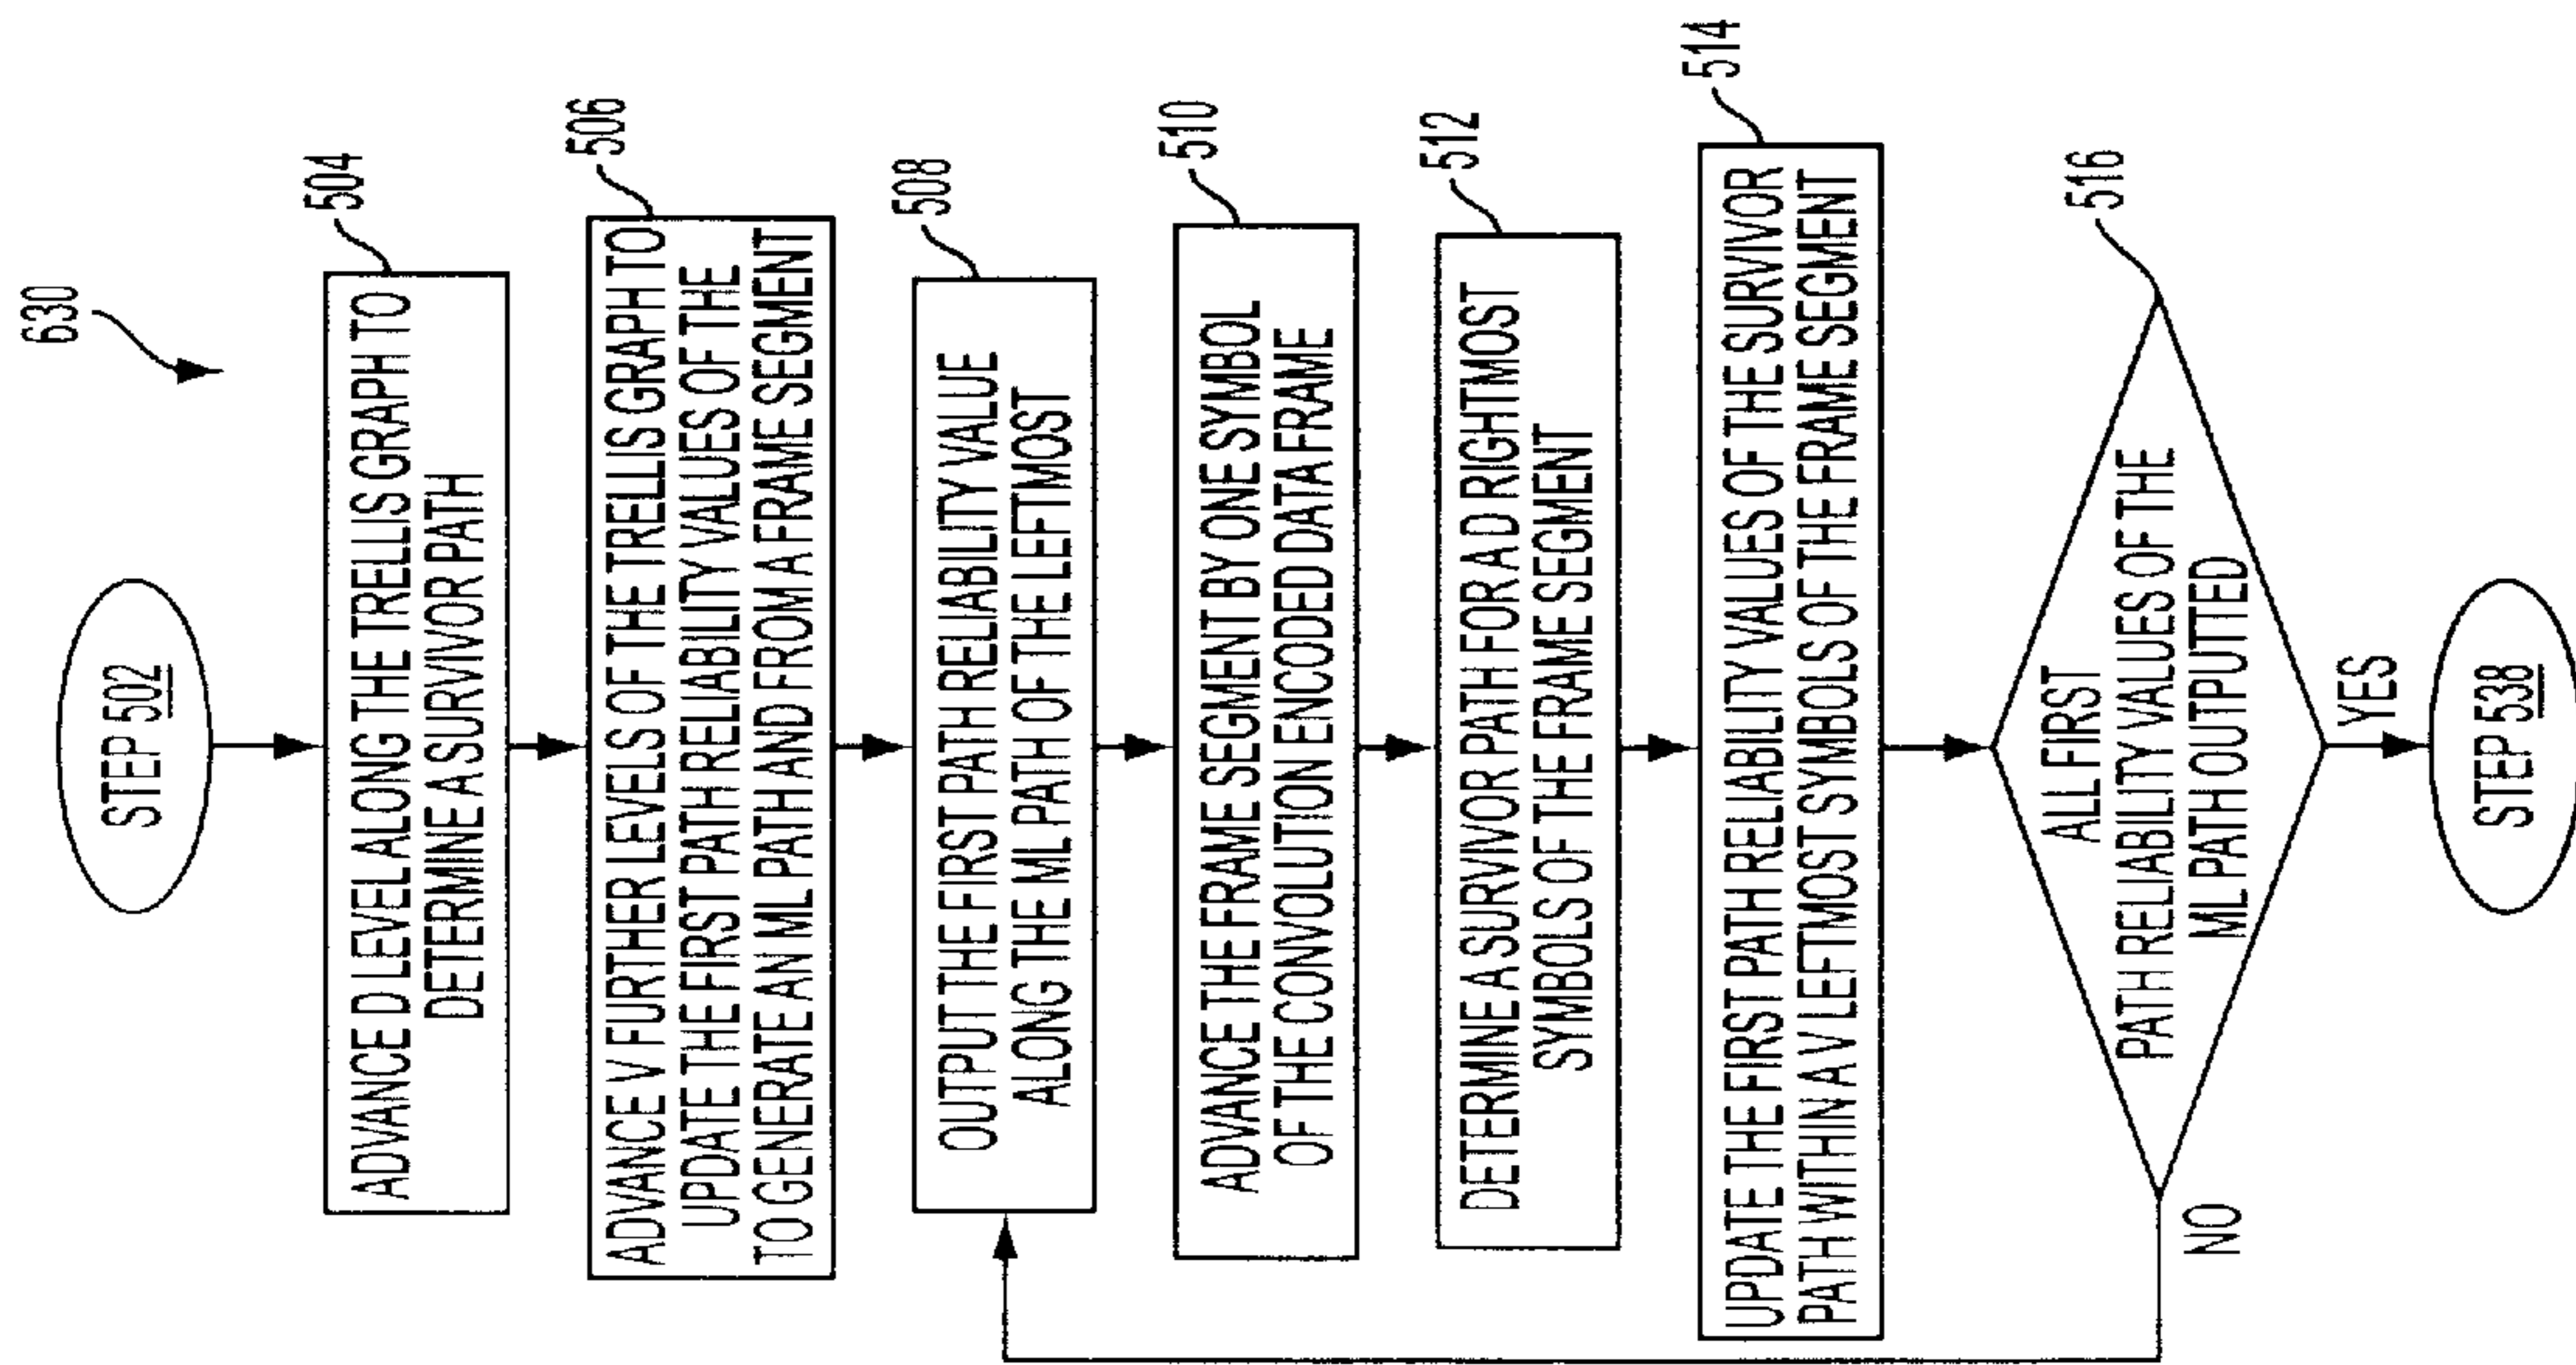 630
STEP 502
504
ADVANCE D LEVEL ALONG THE TRELLIS GRAPH TO
DETERMINE A SURVIVOR PATH
506
ADVANCE V FURTHER LEVELS OF THE TRELLIS GRAPH TO
UPDATE THE FIRST PATH RELIABILITY VALUES OF THE
TO GENERATE AN ML PATH AND FROM A FRAME SEGMENT
508
OUTPUT THE FIRST PATH RELIABILITY VALUE
ALONG THE ML PATH OF THE LEFTMOST
510
ADVANCE THE FRAME SEGMENT BY ONE SYMBOL
OF THE CONVOLUTION ENCODED DATA FRAME
512
DETERMINE A SURVIVOR PATH FOR A D RIGHTMOST
SYMBOLS OF THE FRAME SEGMENT
514
UPDATE THE FIRST PATH RELIABILITY VALUES OF THE SURVIVOR
PATH WITHIN A V LEFTMOST SYMBOLS OF THE FRAME SEGMENT
516
ALL FIRST
PATH RELIABILITY VALUES OF THE
ML PATH OUTPUTTED
NO
YES
STEP 538